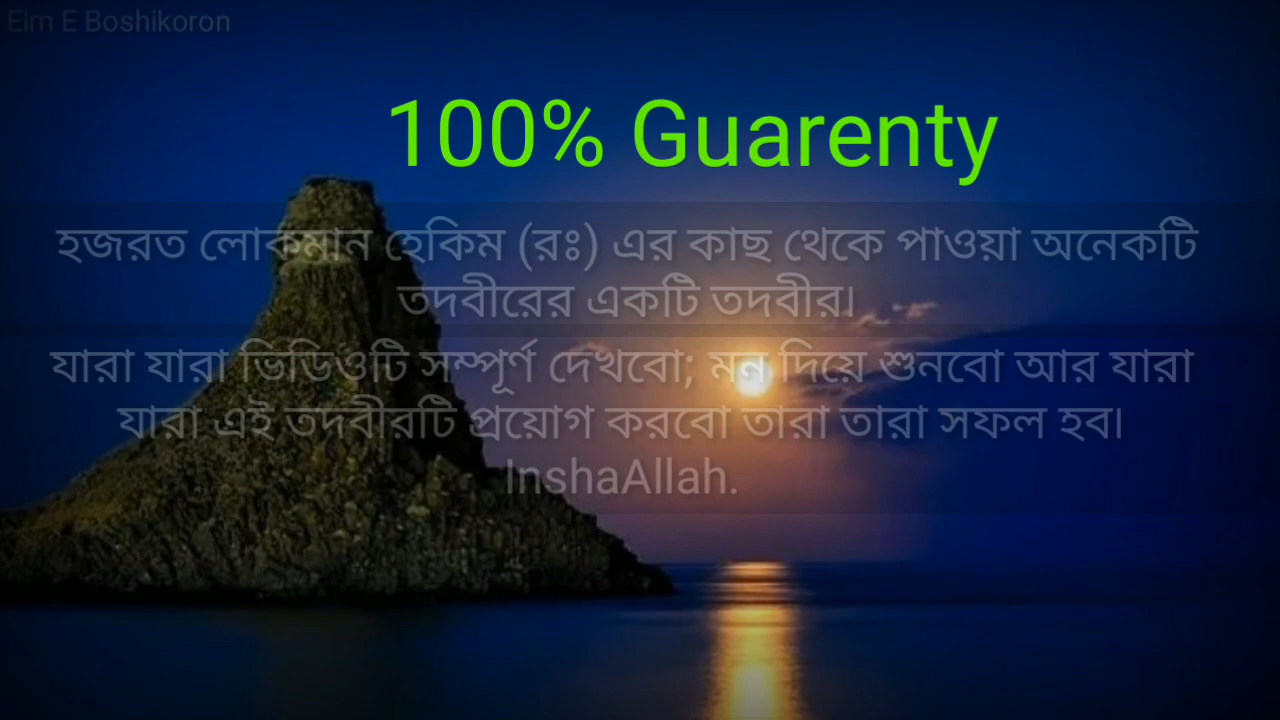 Elm E Boshikoron
100% Guarenty
হজরত লোকমান হেকিম (রঃ) এর কাছ থেকে পাওয়া অনেকটি
তদবীরের একটি তদবীর।
যারা যারা ভিডিওটি সম্পূর্ণ দেখবো; মন দিয়ে শুনবো আর যারা
যারা এই তদবীরটি প্রয়োগ করবো তারা তারা সফল হব।
InshaAllah.